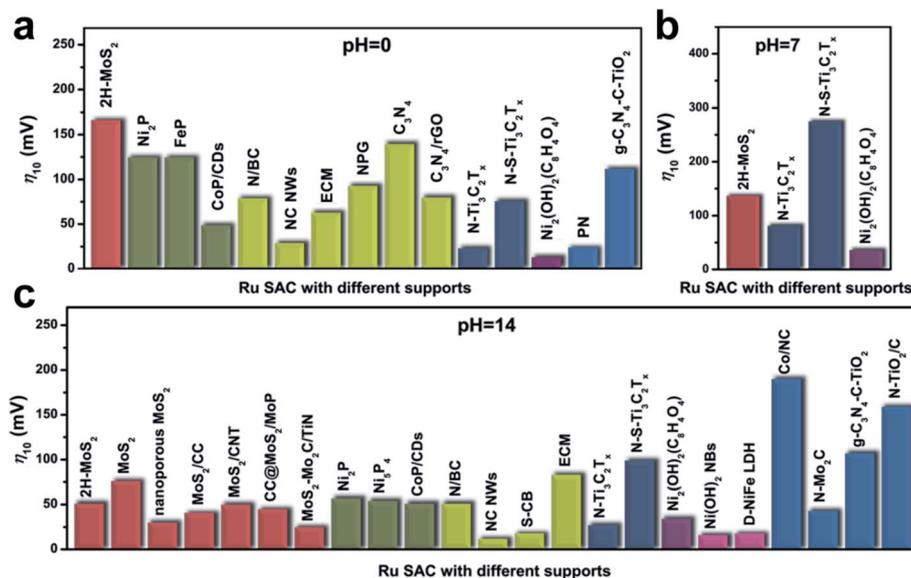 a
pH=0
η₁₀ (mV)
250
200
150
100
50
0
2H-MoS₂
Ni₂P
FeP
CoP/CDs
N/BC
NC NWs
ECM
NPG
C₃N₄
C₃N₄/rGO
N-Ti₃C₂Tₓ
N-S-Ti₃C₂Tₓ
Ni₂(OH)₂(C₈H₄O₄)
PN
g-C₃N₄-C-TiO₂
Ru SAC with different supports
b
pH=7
η₁₀ (mV)
400
300
200
100
0
2H-MoS₂
N-Ti₃C₂Tₓ
N-S-Ti₃C₂Tₓ
Ni₂(OH)₂(C₈H₄O₄)
Ru SAC with different supports
c
pH=14
η₁₀ (mV)
250
200
150
100
50
0
2H-MoS₂
MoS₂
nanoporous MoS₂
MoS₂/CC
MoS₂/CNT
CC@MoS₂/MoP
MoS₂-Mo₂C/TiN
Ni₂P
Ni₅P₄
CoP/CDs
N/BC
NC NWs
S-CB
ECM
N-Ti₃C₂Tₓ
N-S-Ti₃C₂Tₓ
Ni₂(OH)₂(C₈H₄O₄)
Ni(OH)₂ NBs
D-NiFe LDH
Co/NC
N-Mo₂C
g-C₃N₄-C-TiO₂
N-TiO₂/C
Ru SAC with different supports